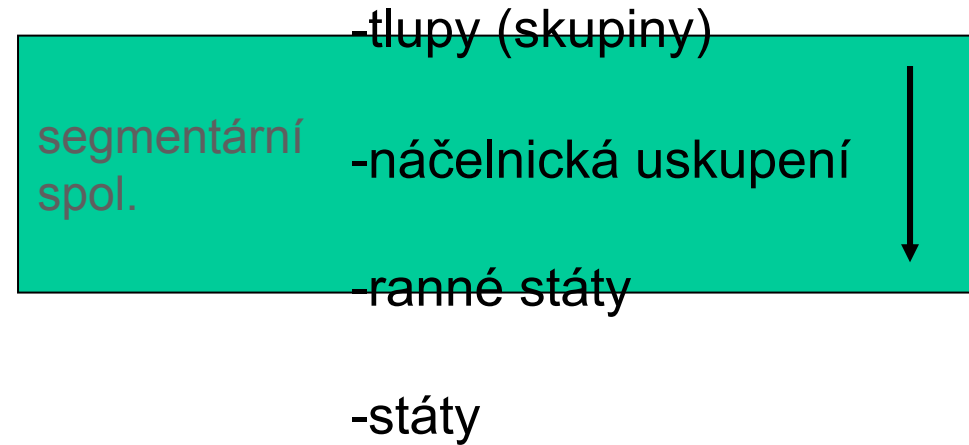 -tlupy (skupiny)
segmentární
spol.
-náčelnická uskupení
-ranné státy
-státy